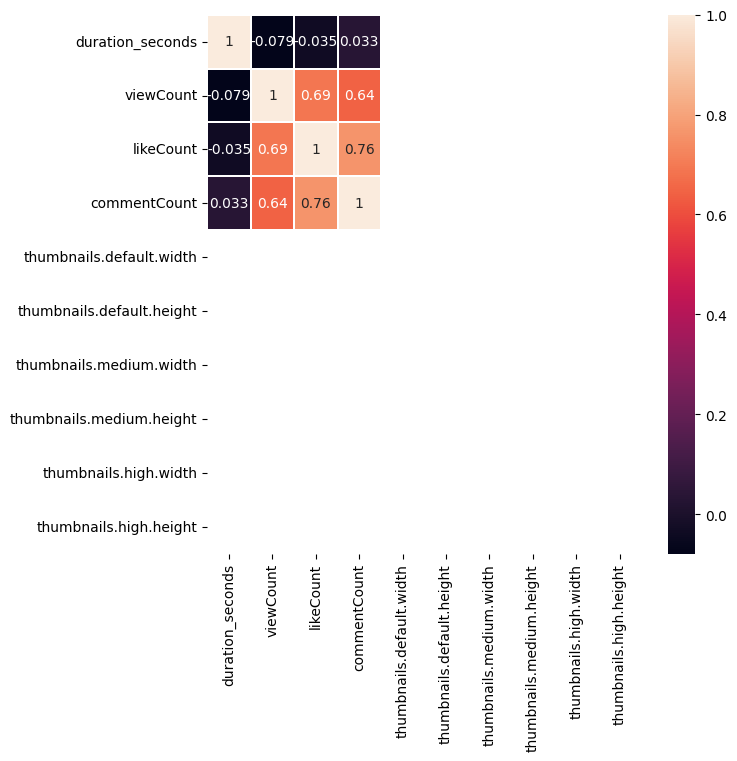 duration_seconds 1 -0.079 -0.035 0.033
viewCount -0.079 1 0.69 0.64
likeCount -0.035 0.69 1 0.76
commentCount 0.033 0.64 0.76 1
thumbnails.default.width
thumbnails.default.height
thumbnails.medium.width
thumbnails.medium.height
thumbnails.high.width
thumbnails.high.height
duration_seconds
viewCount
likeCount
commentCount
thumbnails.default.width
thumbnails.default.height
thumbnails.medium.width
thumbnails.medium.height
thumbnails.high.width
thumbnails.high.height
1.0
0.8
0.6
0.4
0.2
0.0